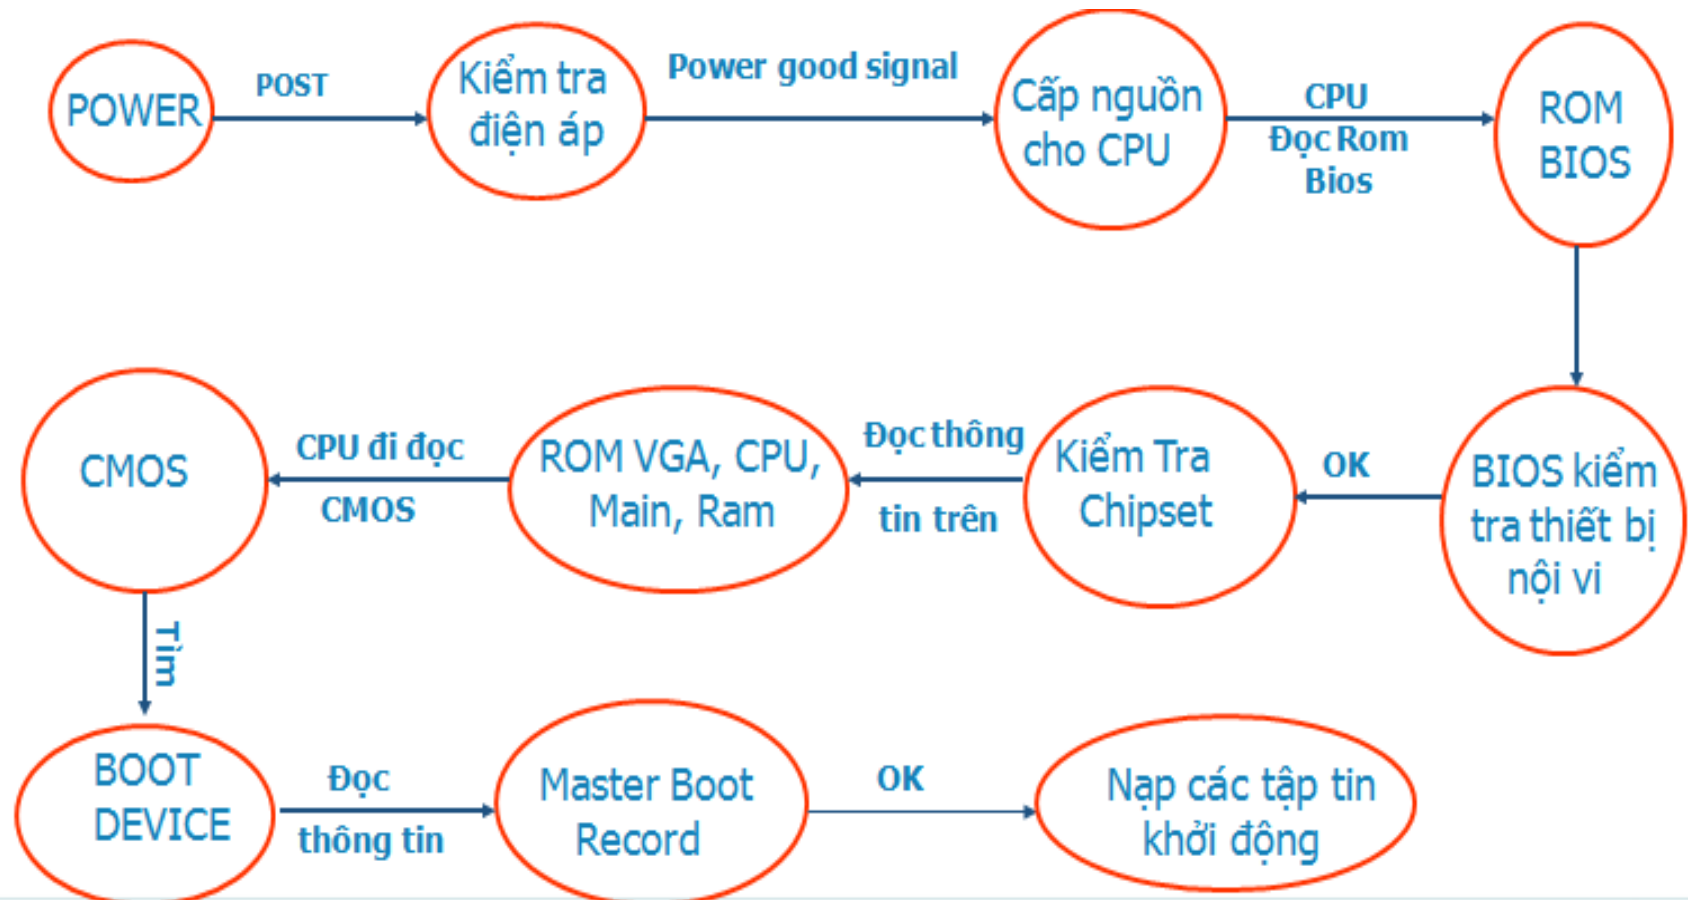 POWER
POST
Kiểm tra
điện áp
Power good signal
Cấp nguồn
cho CPU
CPU
Đọc Rom
Bios
ROM
BIOS
BIOS kiểm
tra thiết bị
nội vi
OK
Kiểm Tra
Chipset
Đọc thông
tin trên
ROM VGA, CPU,
Main, Ram
CPU đi đọc
CMOS
CMOS
Tìm
BOOT
DEVICE
Đọc
thông tin
Master Boot
Record
OK
Nạp các tập tin
khởi động